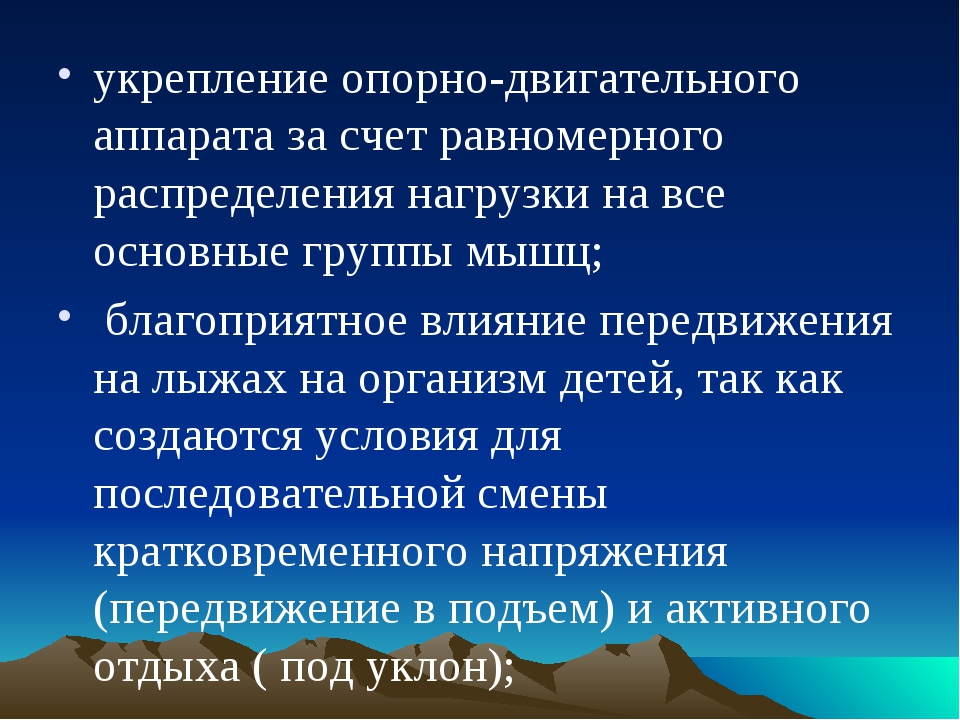 • укрепление опорно-двигательного
аппарата за счет равномерного
распределения нагрузки на все
основные группы мышц;
• благоприятное влияние передвижения
на лыжах на организм детей, так как
создаются условия для
последовательной смены
кратковременного напряжения
(передвижение в подъем) и активного
отдыха ( под уклон);